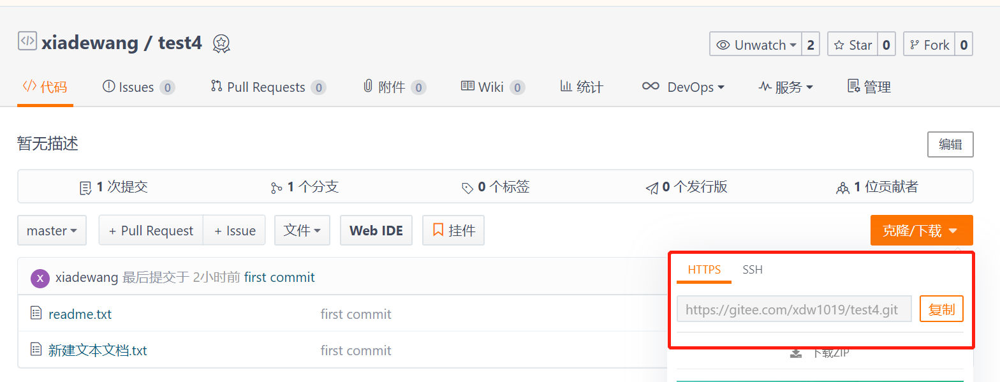 xiadewang / test4
Unwatch 2 Star 0 Fork 0
</> 代码 Issues 0 Pull Requests 0 附件 0 Wiki 0 统计 DevOps 服务 管理
暂无描述 编辑
1 次提交 1 个分支 0 个标签 0 个发行版 1 位贡献者
master + Pull Request + Issue 文件 Web IDE 挂件 克隆/下载
HTTPS SSH
X xiadewang 最后提交于 2小时前 first commit
https://gitee.com/xdw1019/test4.git 复制
readme.txt first commit
新建文本文档.txt first commit
下载ZIP